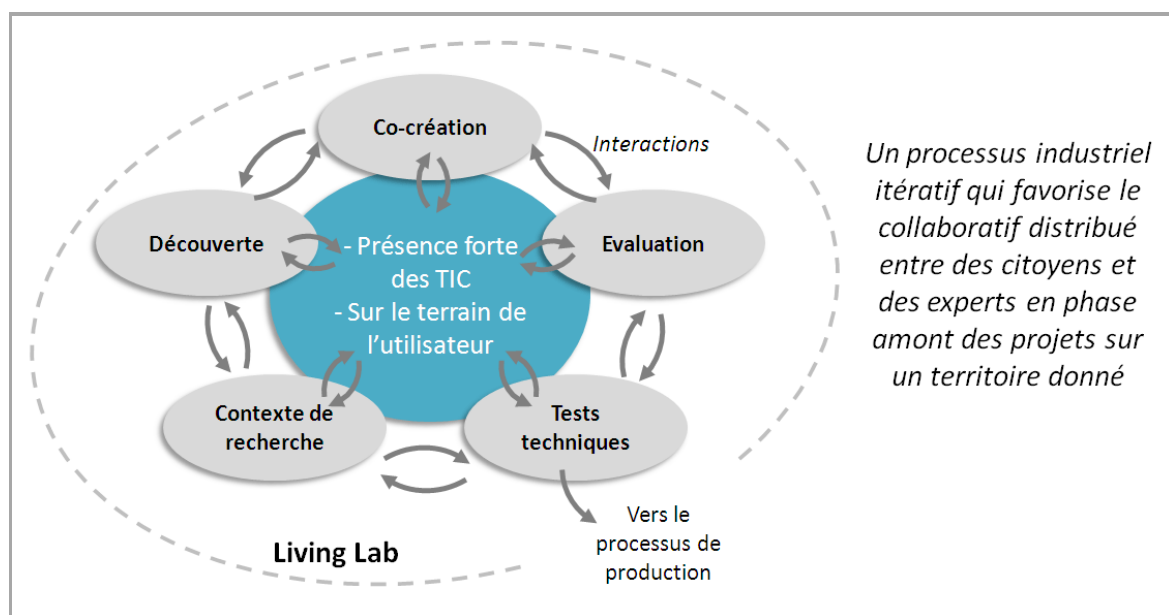 Co-création
Interactions
Découverte
Evaluation
- Présence forte
des TIC
- Sur le terrain de
l’utilisateur
Contexte de
recherche
Tests
techniques
Vers le
processus de
production
Living Lab
Un processus industriel
itératif qui favorise le
collaboratif distribué
entre des citoyens et
des experts en phase
amont des projets sur
un territoire donné